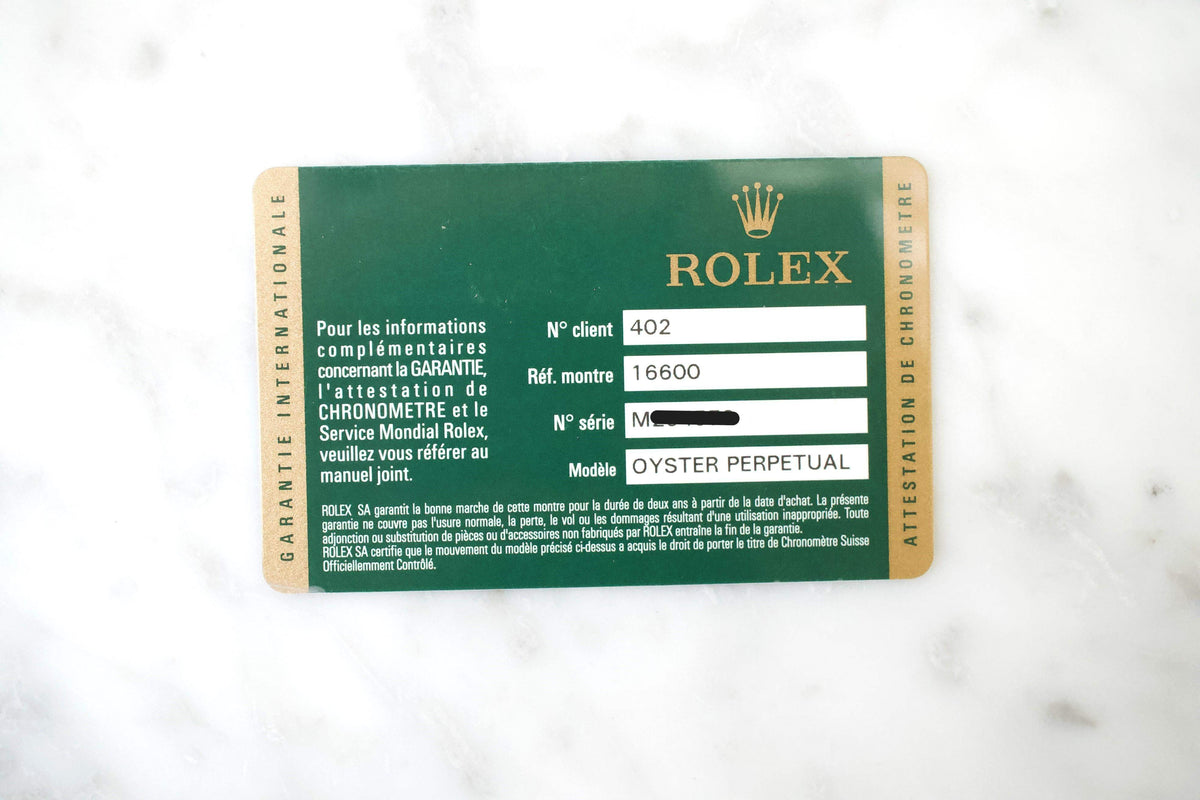 GARANTIE INTERNATIONALE
ROLEX
Pour les informations
complémentaires
concernant la GARANTIE,
l'attestation de
CHRONOMETRE et le
Service Mondial Rolex,
veuillez vous référer au
manuel joint.
N° client 402
Réf. montre 16600
N° série M
Modèle OYSTER PERPETUAL
ROLEX SA garantit la bonne marche de cette montre pour la durée de deux ans à partir de la date d'achat. La présente
garantie ne couvre pas l'usure normale, la perte, le vol ou les dommages résultant d'une utilisation inappropriée. Toute
adjonction ou substitution de pièces ou d'accessoires non fabriqués par ROLEX entraîne la fin de la garantie.
ROLEX SA certifie que le mouvement du modèle précisé ci-dessus a acquis le droit de porter le titre de Chronomètre Suisse
Officiellemment Contrôlé.
ATTESTATION DE CHRONOMETRE